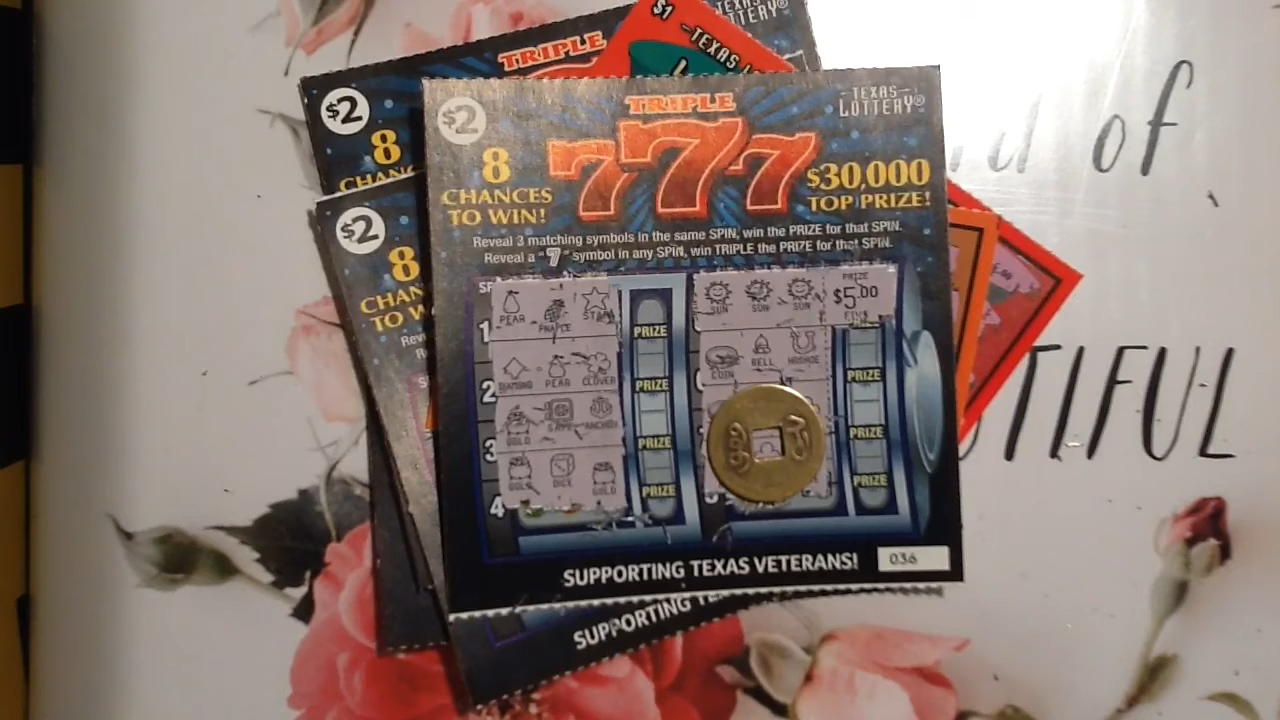 $1
TEXAS
TRIPLE
$2
8
TEXAS
LOTTERY®
$2
TRIPLE
777
8
CHANCES
TO WIN!
$30,000
TOP PRIZE!
Reveal 3 matching symbols in the same SPIN, win the PRIZE for that SPIN.
Reveal a "7" symbol in any SPIN, win TRIPLE the PRIZE for that SPIN.
$2
8
TO W
1
PEAR STAR
PRIZE
SUN SUN SUN
PRIZE
$5.00
2
DIAMOND PEAR CLOVER
PRIZE
COIN BELL
PRIZE
3
GOLD SAFE ANCHOR
PRIZE
PRIZE
4
GOLD DICE GOLD
PRIZE
PRIZE
SUPPORTING TEXAS VETERANS!
036
SUPPORTING
of